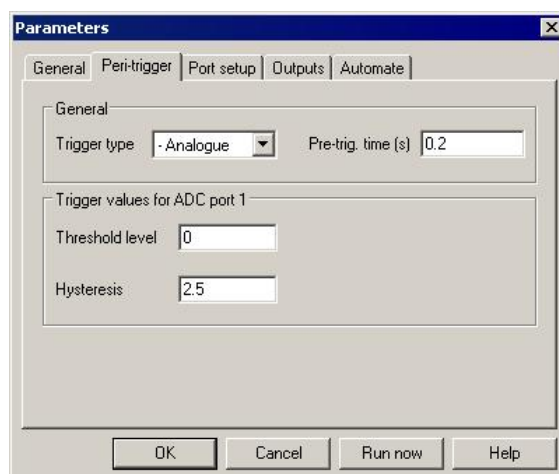 Parameters
General Peri-trigger Port setup Outputs Automate
General
Trigger type - Analogue Pre-trig. time (s) 0.2
Trigger values for ADC port 1
Threshold level 0
Hysteresis 2.5
OK Cancel Run now Help